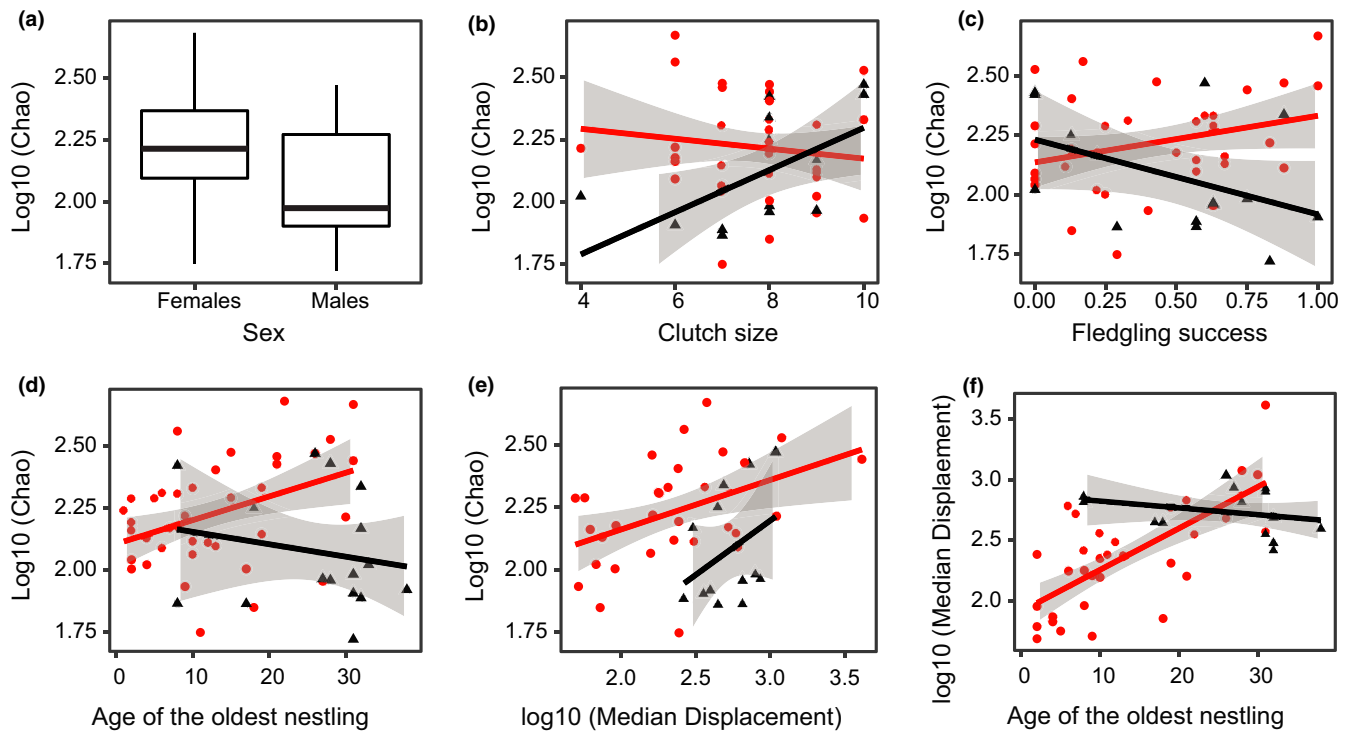 (a)
Log10 (Chao)
2.50
2.25
2.00
1.75
Females Males
Sex
(b)
Log10 (Chao)
2.50
2.25
2.00
1.75
4 6 8 10
Clutch size
(c)
Log10 (Chao)
2.50
2.25
2.00
1.75
0.00 0.25 0.50 0.75 1.00
Fledgling success
(d)
Log10 (Chao)
2.50
2.25
2.00
1.75
0 10 20 30
Age of the oldest nestling
(e)
Log10 (Chao)
2.50
2.25
2.00
1.75
2.0 2.5 3.0 3.5
log10 (Median Displacement)
(f)
log10 (Median Displaement)
3.5
3.0
2.5
2.0
0 10 20 30
Age of the oldest nestling